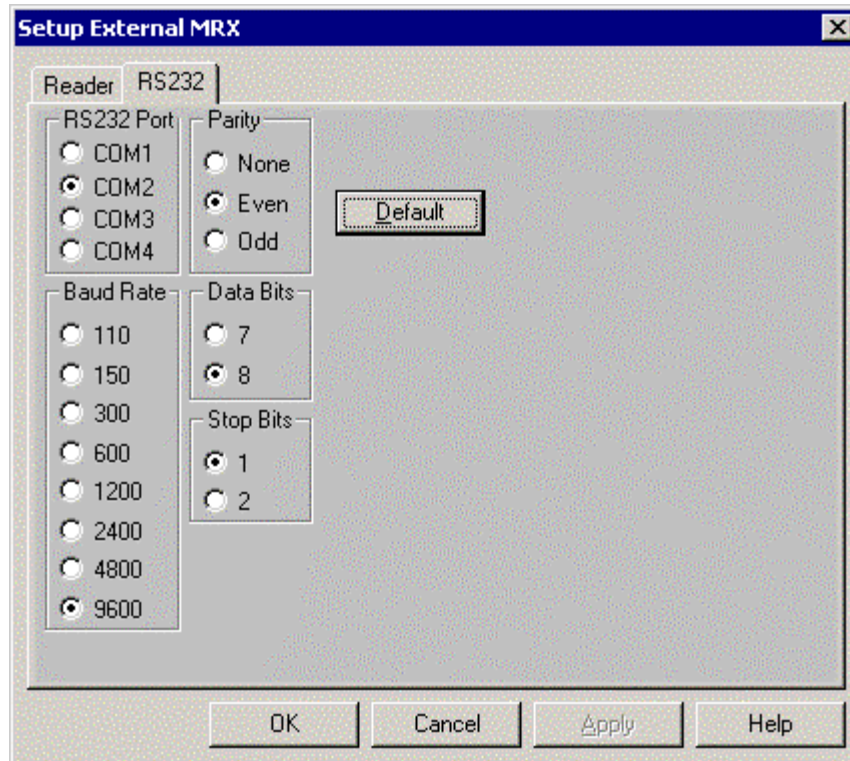 Setup External MRX
Reader RS232
RS232 Port
COM1
COM2
COM3
COM4
Parity
None
Even
Odd
Default
Baud Rate
110
150
300
600
1200
2400
4800
9600
Data Bits
7
8
Stop Bits
1
2
OK Cancel Apply Help